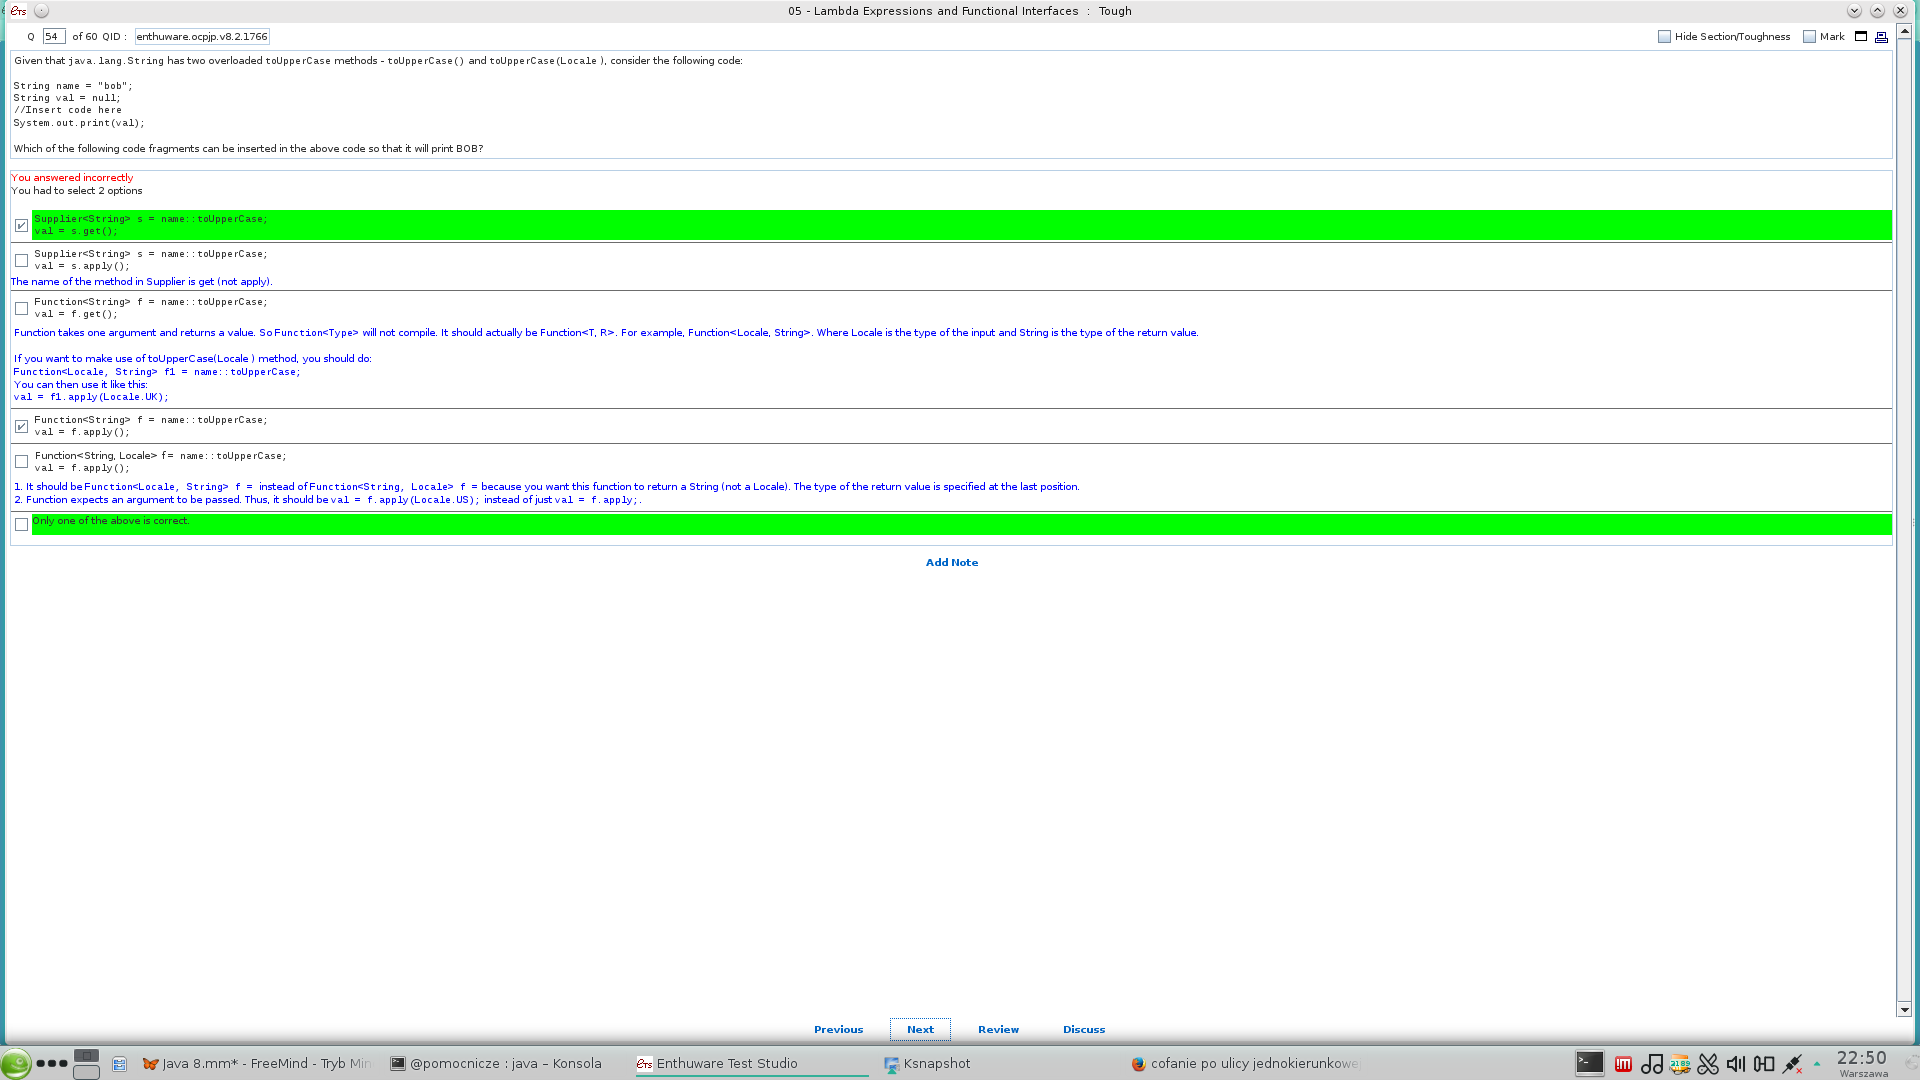 ETS
05 - Lambda Expressions and Functional Interfaces : Tough
Q 54 of 60 QID : enthuware.ocpjp.v8.2.1766
Hide Section/Toughness Mark
Given that java.lang.String has two overloaded toUpperCase methods - toUpperCase() and toUpperCase(Locale ), consider the following code:
String name = "bob";
String val = null;
//Insert code here
System.out.print(val);
Which of the following code fragments can be inserted in the above code so that it will print BOB?
You answered incorrectly
You had to select 2 options
Supplier<String> s = name::toUpperCase;
val = s.get();
Supplier<String> s = name::toUpperCase;
val = s.apply();
The name of the method in Supplier is get (not apply).
Function<String> f = name::toUpperCase;
val = f.get();
Function takes one argument and returns a value. So Function<Type> will not compile. It should actually be Function<T, R>. For example, Function<Locale, String>. Where Locale is the type of the input and String is the type of the return value.
If you want to make use of toUpperCase(Locale ) method, you should do:
Function<Locale, String> f1 = name::toUpperCase;
You can then use it like this:
val = f1.apply(Locale.UK);
Function<String> f = name::toUpperCase;
val = f.apply();
Function<String, Locale> f= name::toUpperCase;
val = f.apply();
1. It should be Function<Locale, String> f = instead of Function<String, Locale> f = because you want this function to return a String (not a Locale). The type of the return value is specified at the last position.
2. Function expects an argument to be passed. Thus, it should be val = f.apply(Locale.US); instead of just val = f.apply;.
Only one of the above is correct.
Add Note
Previous Next Review Discuss
Java 8.mm* - FreeMind - Tryb Min
@pomocnicze : java – Konsola
ETS Enthuware Test Studio
Ksnapshot
cofanie po ulicy jednokierunkowe
22:50
Warszawa